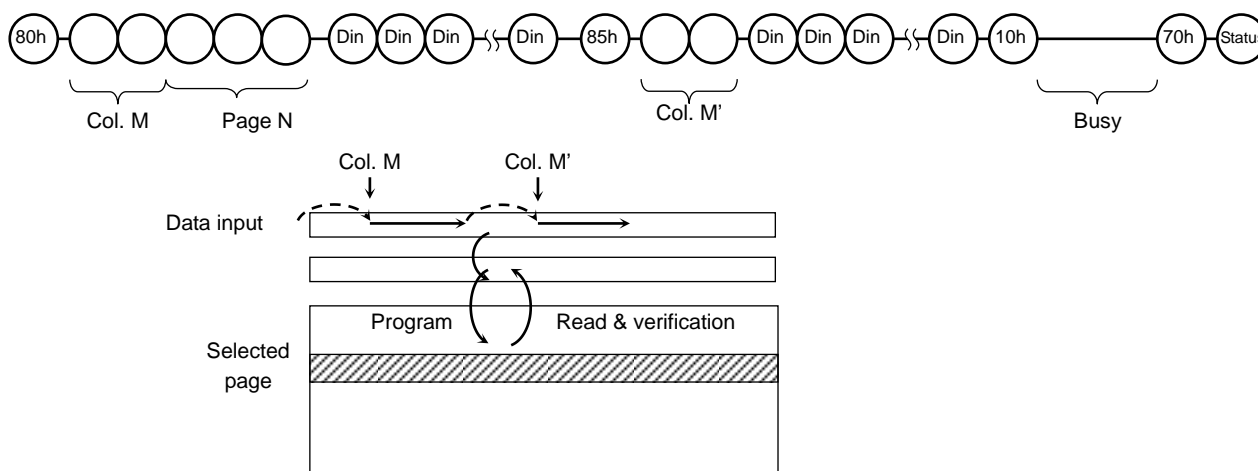 80h Din Din Din Din 85h Din Din Din Din 10h 70h Status
Col. M Page N Col. M’ Busy
Col. M Col. M’
Data input
Program Read & verification
Selected
page